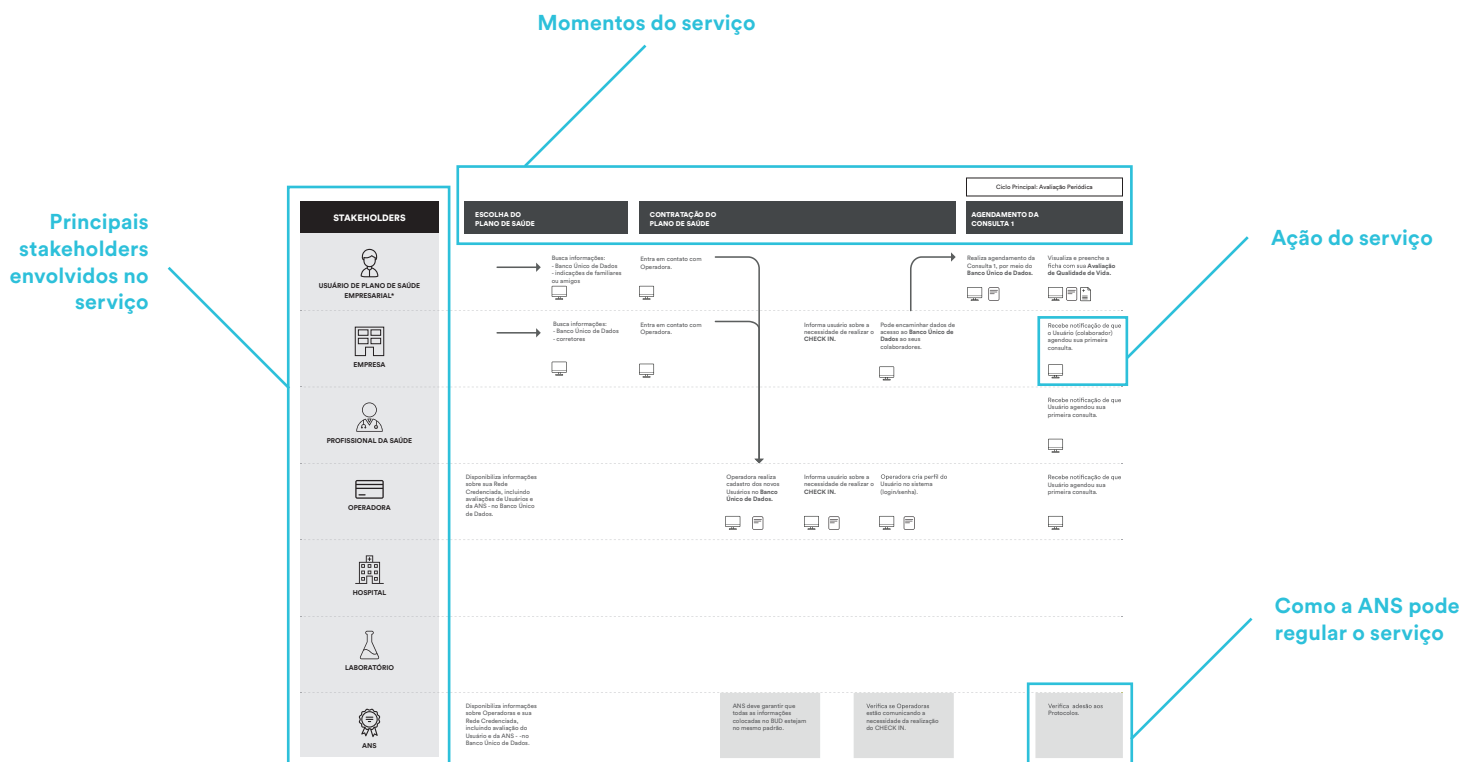 Momentos do serviço
Principais
stakeholders
envolvidos no
serviço
Ação do serviço
Como a ANS pode
regular o serviço
Ciclo Principal: Avaliação Periódica
STAKEHOLDERS
ESCOLHA DO
PLANO DE SAÚDE
CONTRATAÇÃO DO
PLANO DE SAÚDE
AGENDAMENTO DA
CONSULTA 1
USUÁRIO DE PLANO DE SAÚDE
EMPRESARIAL*
Busca informações:
- Banco Único de Dados
- indicações de familiares
ou amigos
Entra em contato com
Operadora.
Realiza agendamento da
Consulta 1, por meio do
Banco Único de Dados.
Visualiza e preenche a
ficha com sua Avaliação
de Qualidade de Vida.
EMPRESA
Busca informações:
- Banco Único de Dados
- corretores
Entra em contato com
Operadora.
Informa usuário sobre a
necessidade de realizar o
CHECK IN.
Pode encaminhar dados de
acesso ao Banco Único de
Dados ao seus
colaboradores.
Recebe notificação de que
o Usuário (colaborador)
agendou sua primeira
consulta.
PROFISSIONAL DA SAÚDE
Recebe notificação de que
Usuário agendou sua
primeira consulta.
OPERADORA
Disponibiliza informações
sobre sua Rede
Credenciada, incluindo
avaliações de Usuários e
da ANS - no Banco Único
de Dados.
Operadora realiza
cadastro dos novos
Usuários no Banco
Único de Dados.
Informa usuário sobre a
necessidade de realizar o
CHECK IN.
Operadora cria perfil do
Usuário no sistema
(login/senha).
Recebe notificação de que
Usuário agendou sua
primeira consulta.
HOSPITAL
LABORATÓRIO
ANS
Disponibiliza informações
sobre Operadoras e sua
Rede Credenciada,
incluindo avaliação do
Usuário e da ANS - -no
Banco Único de Dados.
ANS deve garantir que
todas as informações
colocadas no BUD estejam
no mesmo padrão.
Verifica se Operadoras
estão comunicando a
necessidade da realização
do CHECK IN.
Verifica adesão aos
Protocolos.